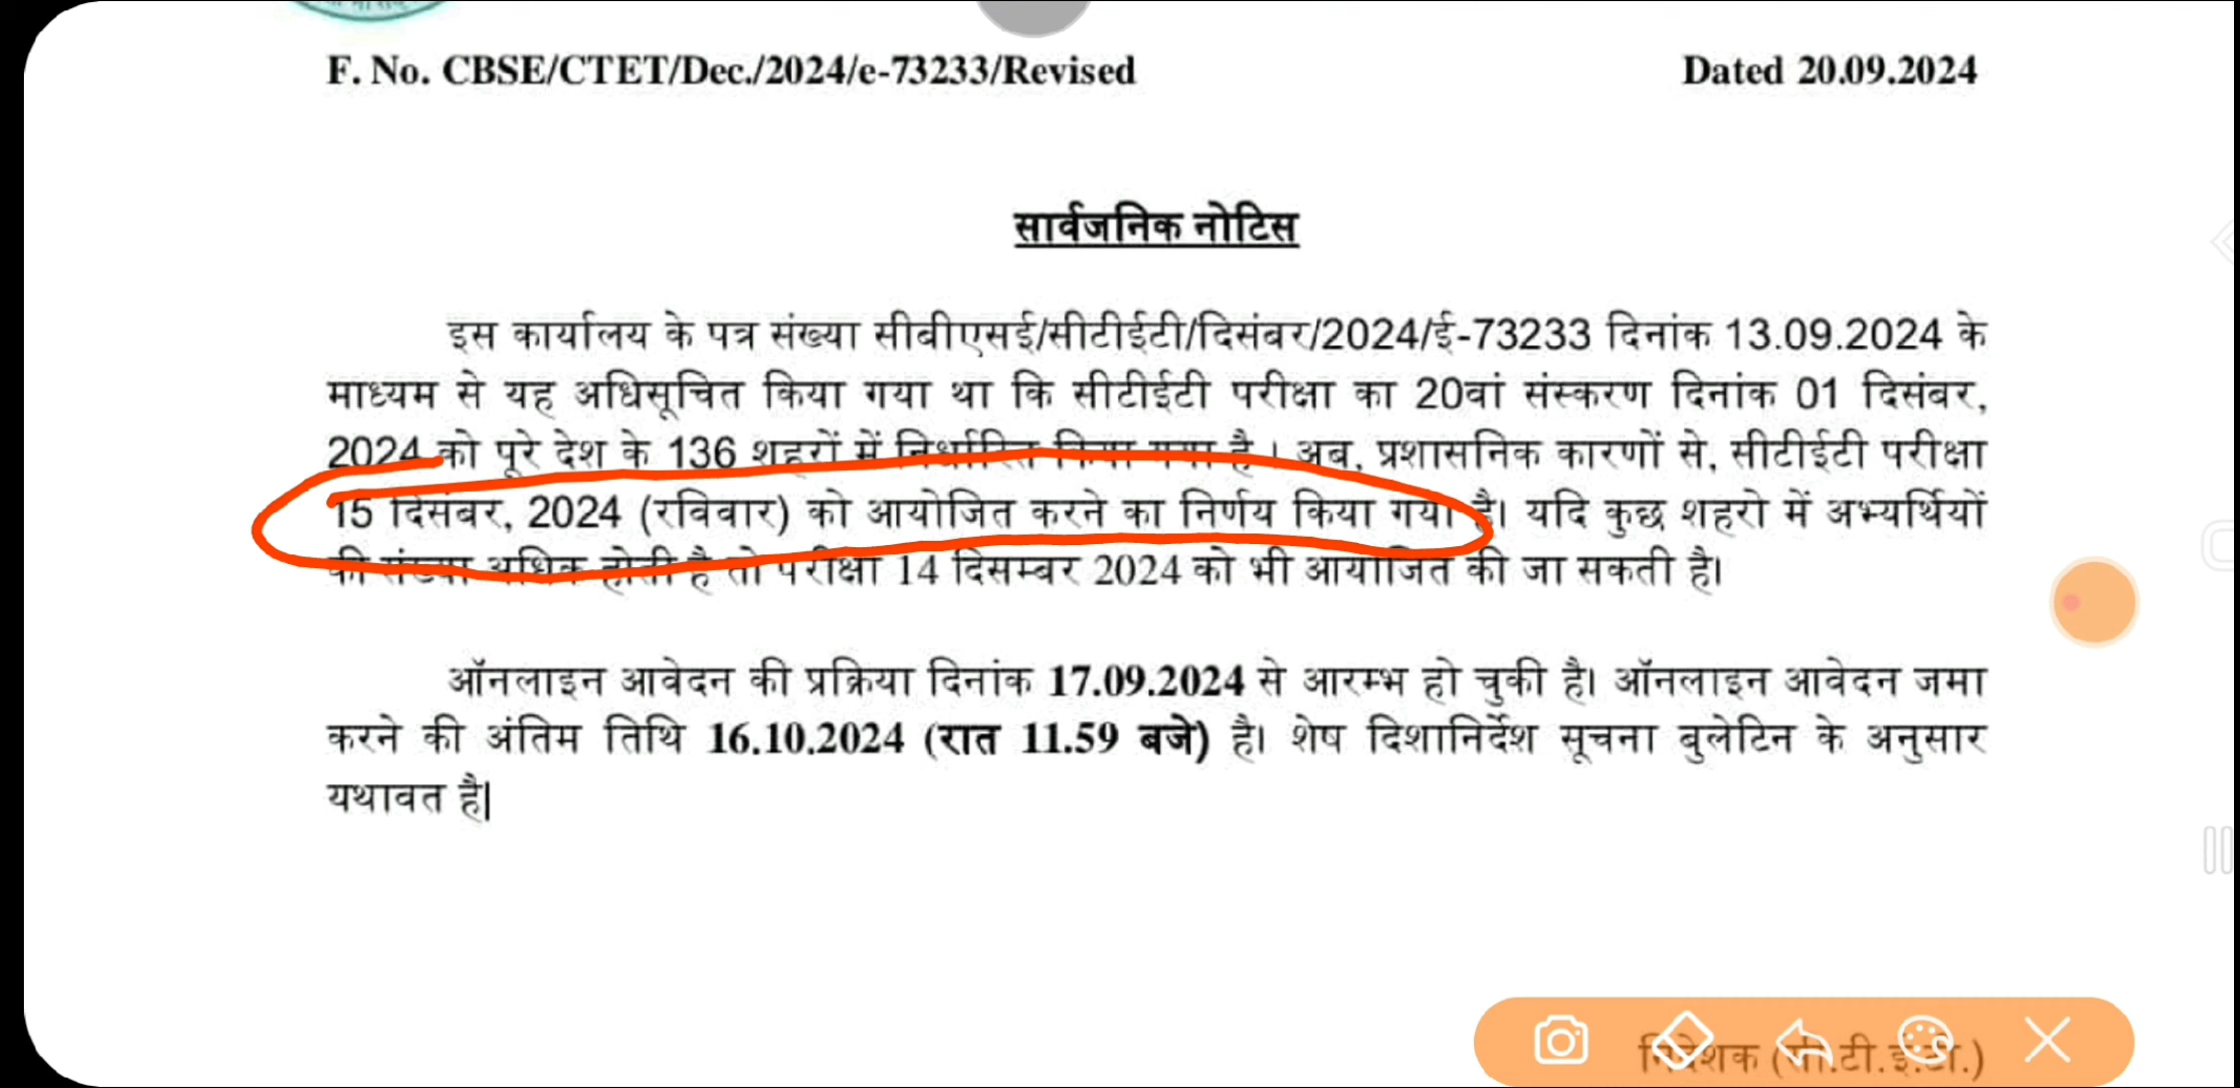 F. No. CBSE/CTET/Dec./2024/e-73233/Revised Dated 20.09.2024
सार्वजनिक नोटिस
इस कार्यालय के पत्र संख्या सीबीएसई/सीटीईटी/दिसंबर/2024/ई-73233 दिनांक 13.09.2024 के
माध्यम से यह अधिसूचित किया गया था कि सीटीईटी परीक्षा का 20वां संस्करण दिनांक 01 दिसंबर,
2024 को पूरे देश के 136 शहरों में निर्धारित किया गया है । अब, प्रशासनिक कारणों से, सीटीईटी परीक्षा
15 दिसंबर, 2024 (रविवार) को आयोजित करने का निर्णय किया गया है। यदि कुछ शहरो में अभ्यर्थियों
की संख्या अधिक होती है तो परीक्षा 14 दिसम्बर 2024 को भी आयोजित की जा सकती है।
ऑनलाइन आवेदन की प्रक्रिया दिनांक 17.09.2024 से आरम्भ हो चुकी है। ऑनलाइन आवेदन जमा
करने की अंतिम तिथि 16.10.2024 (रात 11.59 बजे) है। शेष दिशानिर्देश सूचना बुलेटिन के अनुसार
यथावत है|
निदेशक (सी.टी.ई.टी.)